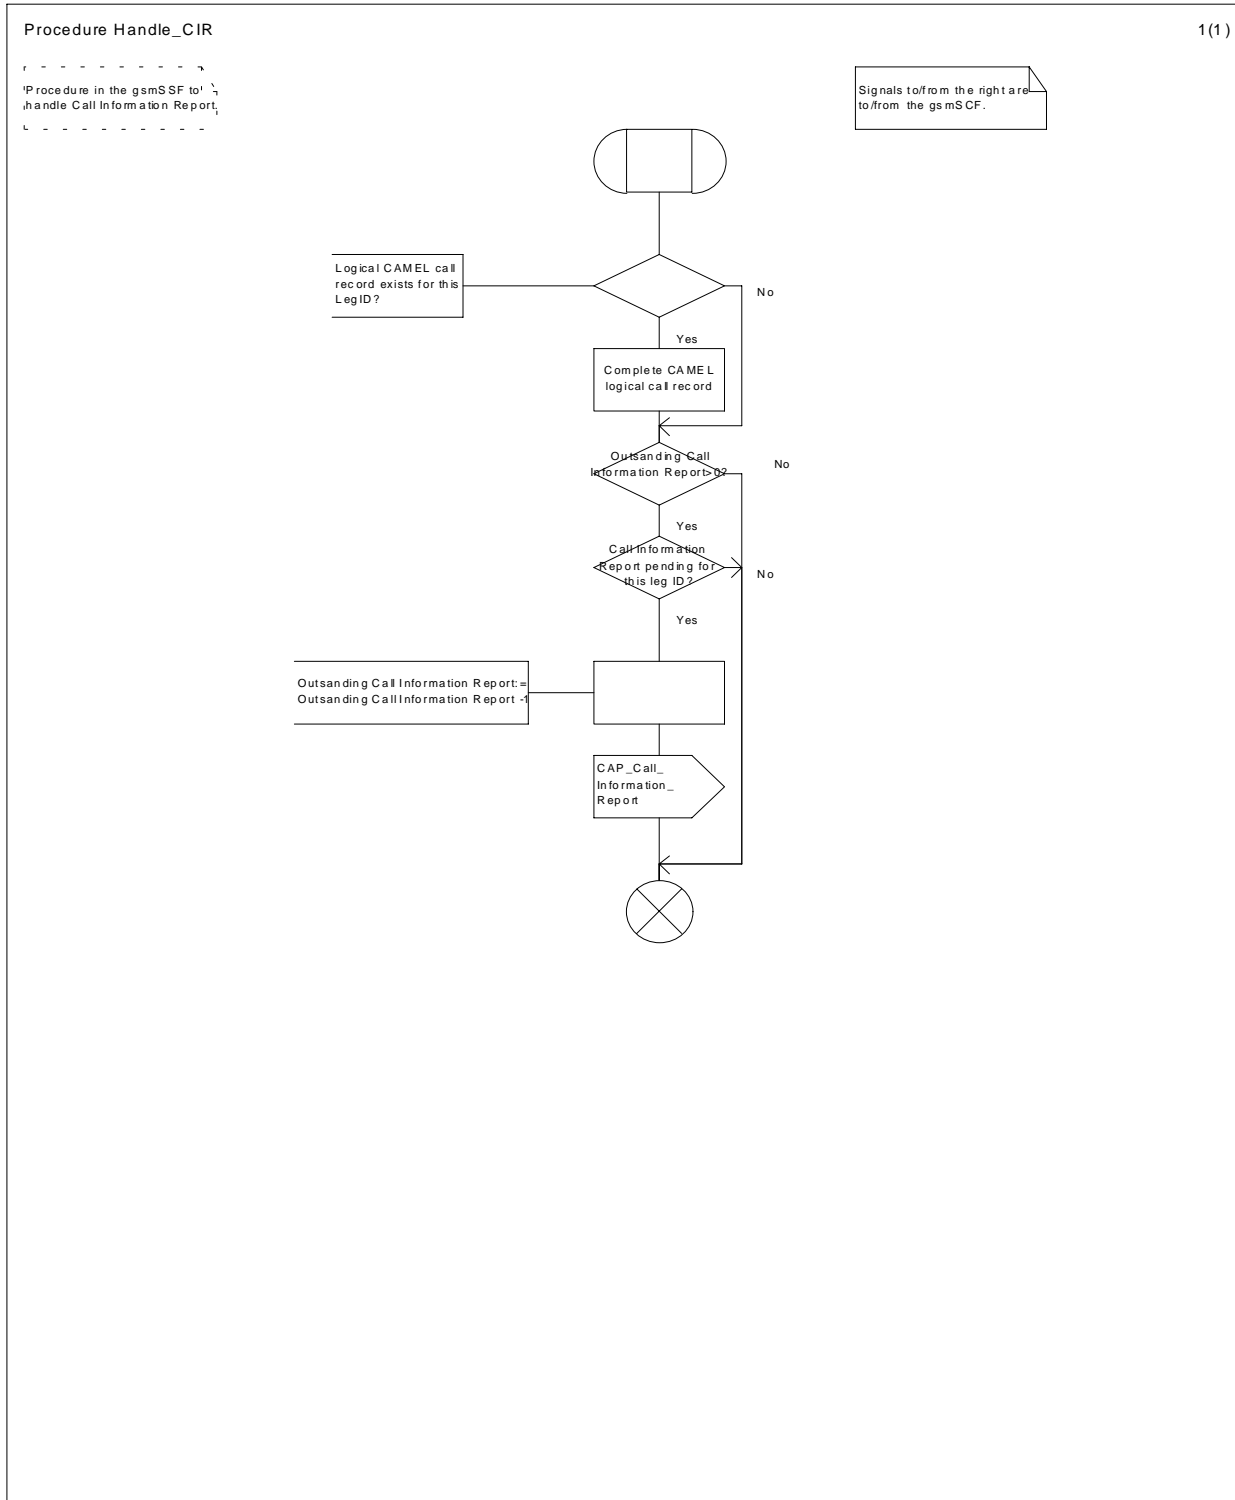 Procedure Handle_CIR
1(1)
Procedure in the gsmSSF to
handle Call Information Report.
Signals to/from the right are
to/from the gsmSCF.
Logical CAMEL call
record exists for this
LegID?
No
Yes
Complete CAMEL
logical call record
Outsanding Call
Information Report>0?
No
Yes
Call Information
Report pending for
this leg ID?
No
Yes
Outsanding Call Information Report:=
Outsanding Call Information Report -1
CAP_Call_
Information_
Report